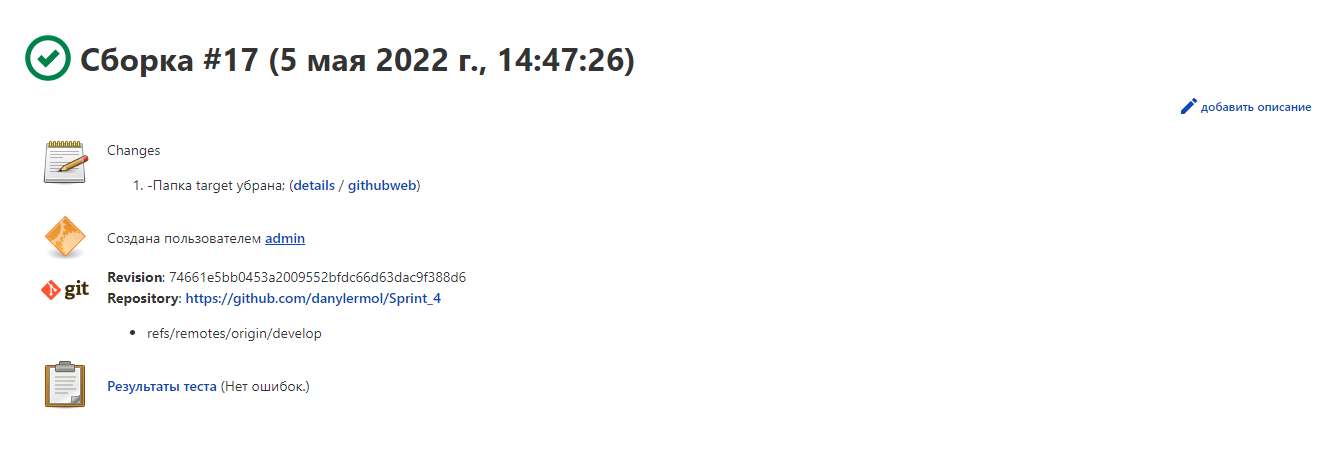 Сборка #17 (5 мая 2022 г., 14:47:26)
добавить описание
Changes
1. -Папка target убрана; (details / githubweb)
Создана пользователем admin
git
Revision: 74661e5bb0453a2009552bfdc66d63dac9f388d6
Repository: https://github.com/danylermol/Sprint_4
• refs/remotes/origin/develop
Результаты теста (Нет ошибок.)